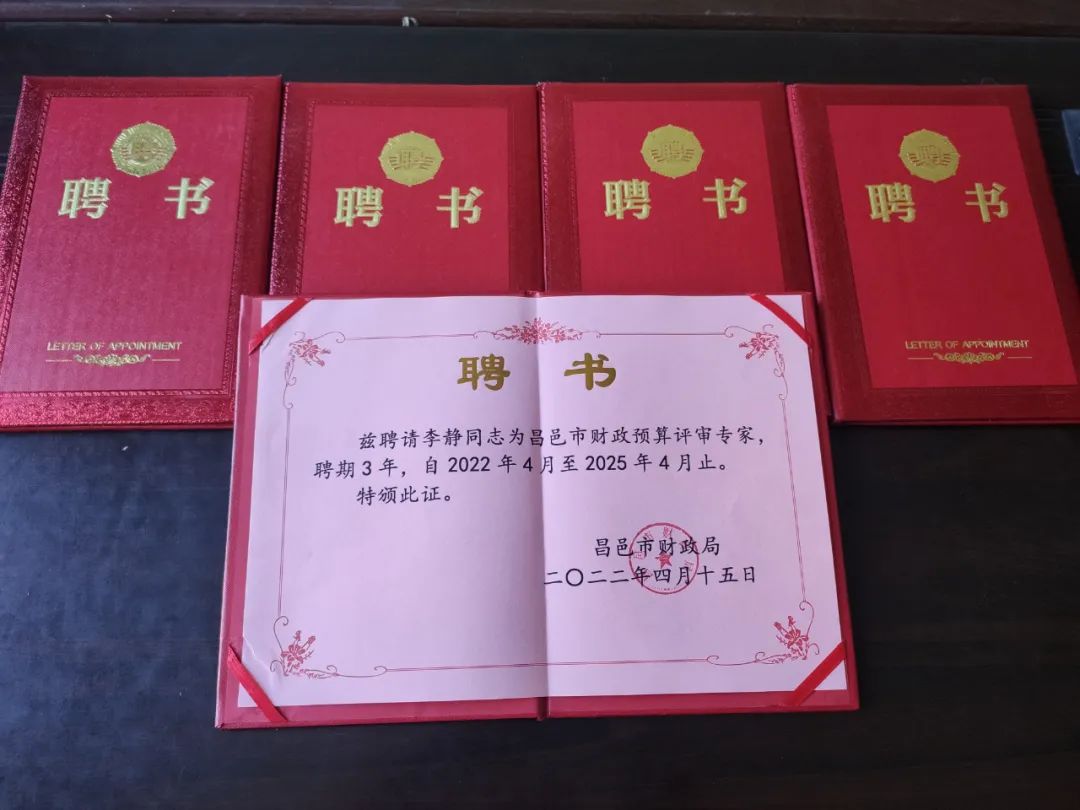 聘书
聘书
聘书
聘书
LETTER OF APPOINTMENT
LETTER OF APPOINTMENT
聘书
兹聘请李静同志为昌邑市财政预算评审专家，
聘期3年，自2022年4月至2025年4月止。
特颁此证。
昌邑市财政局
二〇二二年四月十五日